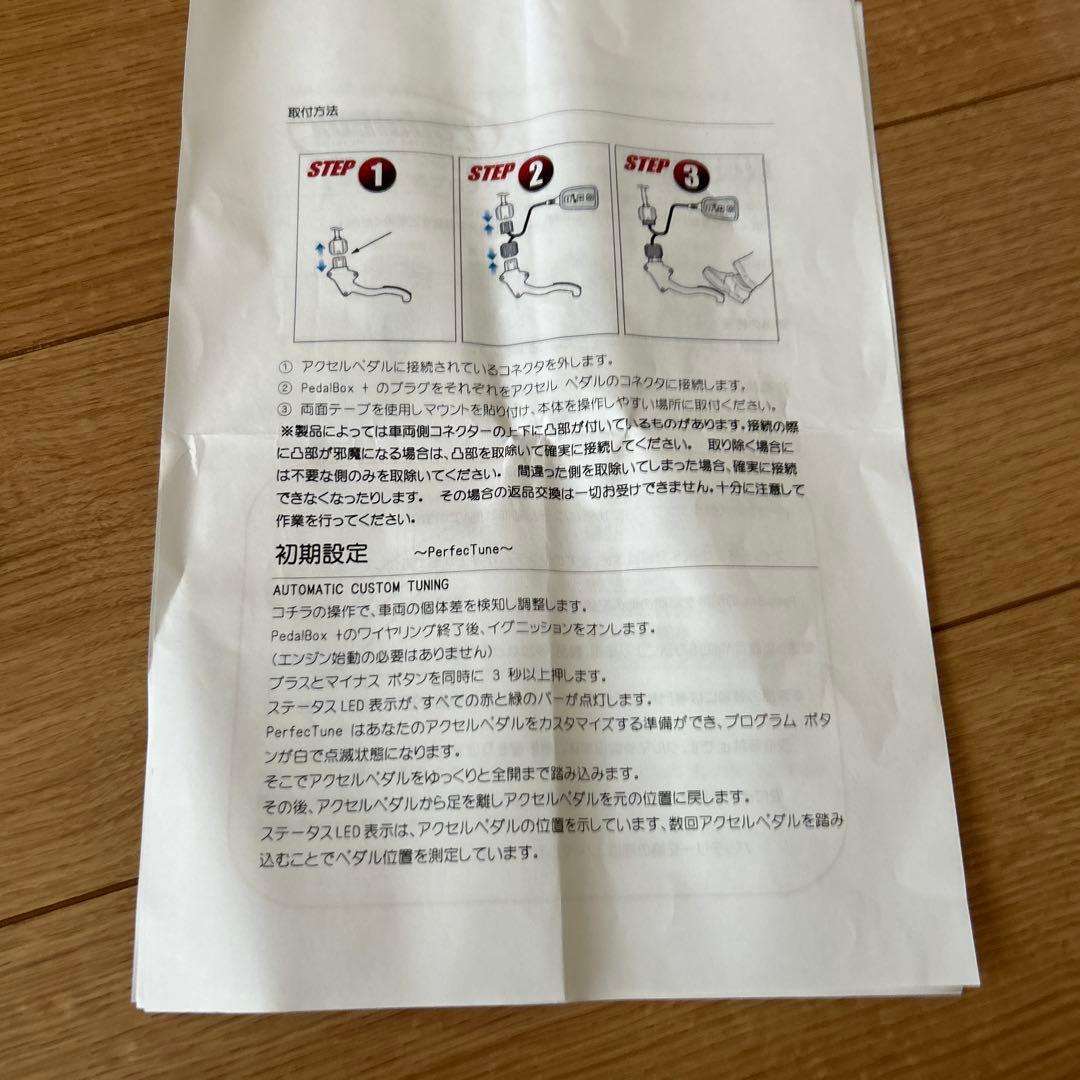 取付方法
STEP 1
STEP 2
STEP 3
① アクセルペダルに接続されているコネクタを外します。
② PedalBox + のプラグをそれぞれをアクセル ペダルのコネクタに接続します。
③ 両面テープを使用しマウントを貼り付け、本体を操作しやすい場所に取付ください。
※製品によっては車両側コネクターの上下に凸部が付いているものがあります。接続の際
に凸部が邪魔になる場合は、凸部を取除いて確実に接続してください。 取り除く場合に
は不要な側のみを取除いてください。 間違った側を取除いてしまった場合、確実に接続
できなくなったりします。 その場合の返品交換は一切お受けできません。十分に注意して
作業を行ってください。
初期設定 ～PerfecTune～
AUTOMATIC CUSTOM TUNING
コチラの操作で、車両の個体差を検知し調整します。
PedalBox +のワイヤリング終了後、イグニッションをオンします。
(エンジン始動の必要はありません)
プラスとマイナス ボタンを同時に 3 秒以上押します。
ステータスLED 表示が、すべての赤と緑のバーが点灯します。
PerfecTune はあなたのアクセルペダルをカスタマイズする準備ができ、プログラム ボタ
ンが白で点滅状態になります。
そこでアクセルペダルをゆっくりと全開まで踏み込みます。
その後、アクセルペダルから足を離しアクセルペダルを元の位置に戻します。
ステータスLED 表示は、アクセルペダルの位置を示しています、数回アクセルペダルを踏み
込むことでペダル位置を測定しています。